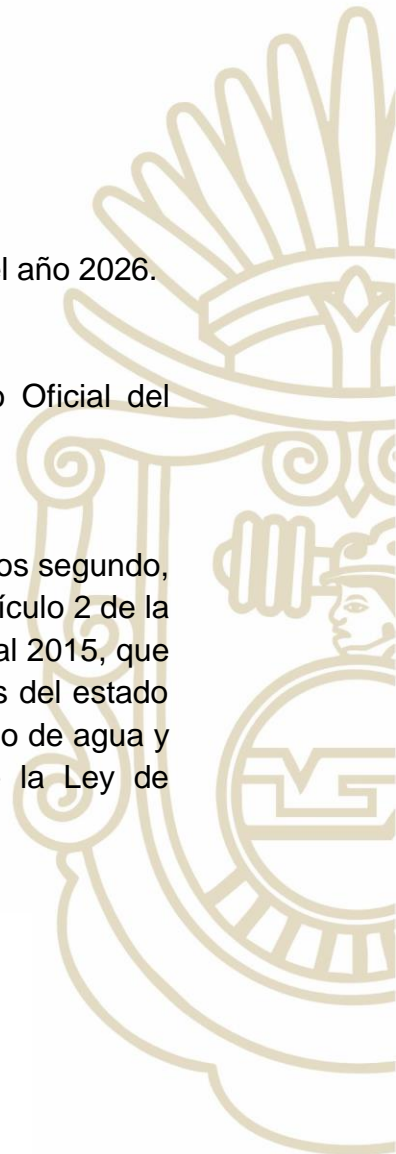 l año 2026.
o Oficial del
os segundo,
ículo 2 de la
al 2015, que
s del estado
o de agua y
la Ley de